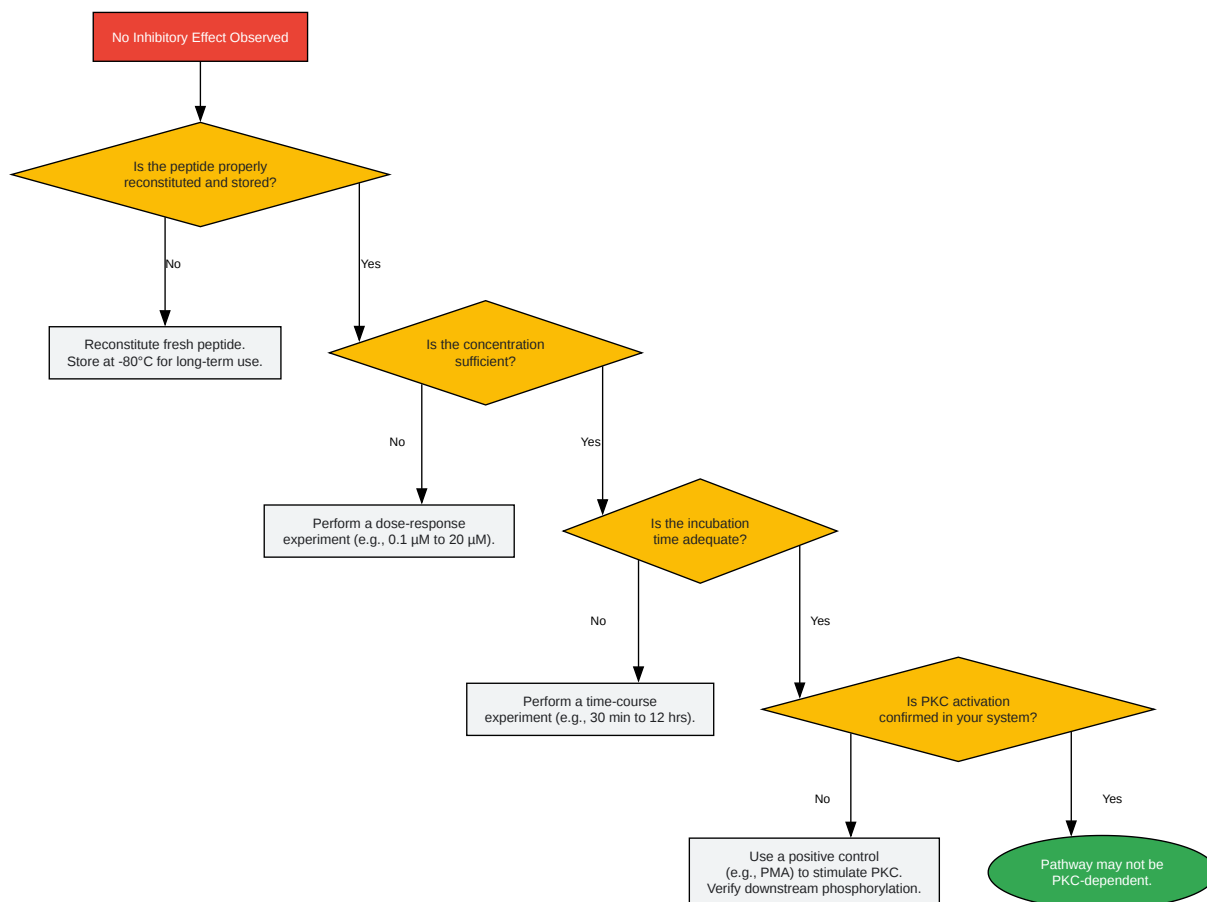 No Inhibitory Effect Observed
Is the peptide properly
reconstituted and stored?
No
Yes
Reconstitute fresh peptide.
Store at -80°C for long-term use.
Is the concentration
sufficient?
No
Yes
Perform a dose-response
experiment (e.g., 0.1 µM to 20 µM).
Is the incubation
time adequate?
No
Yes
Perform a time-course
experiment (e.g., 30 min to 12 hrs).
Is PKC activation
confirmed in your system?
No
Yes
Use a positive control
(e.g., PMA) to stimulate PKC.
Verify downstream phosphorylation.
Pathway may not be
PKC-dependent.